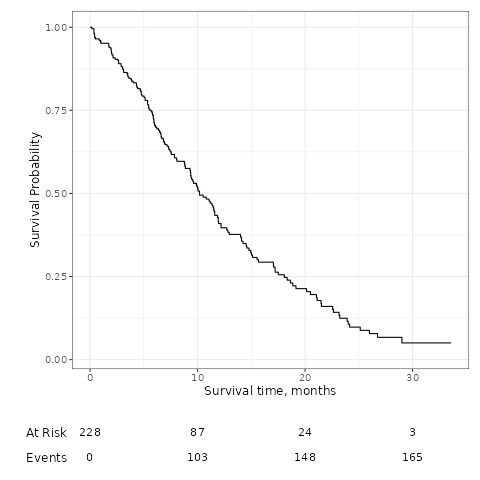 1.00
0.75
0.50
0.25
0.00
Survival Probability
0 10 20 30
Survival time, months
At Risk 228 87 24 3
Events 0 103 148 165